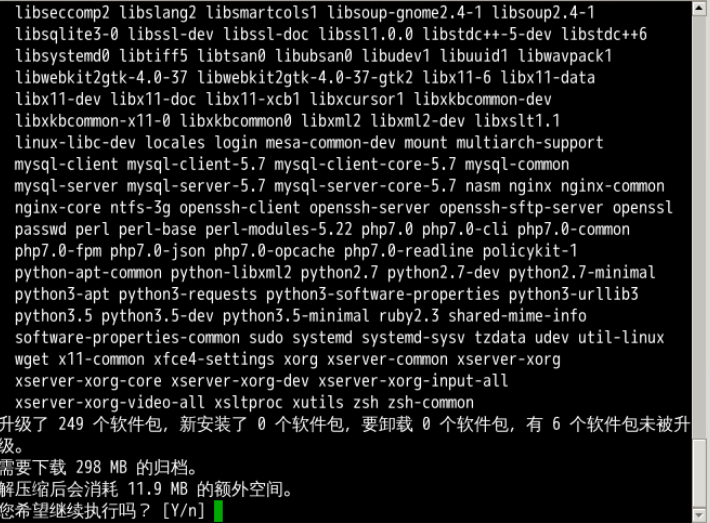 libseccomp2 libslang2 libsmartcols1 libsoup-gnome2.4-1 libsoup2.4-1
libsqlite3-0 libssl-dev libssl-doc libssl1.0.0 libstdc++-5-dev libstdc++6
libsystemd0 libtiff5 libtsan0 libubsan0 libudev1 libuuid1 libwavpack1
libwebkit2gtk-4.0-37 libwebkit2gtk-4.0-37-gtk2 libx11-6 libx11-data
libx11-dev libx11-doc libx11-xcb1 libxcursor1 libxkbcommon-dev
libxkbcommon-x11-0 libxkbcommon0 libxml2 libxml2-dev libxslt1.1
linux-libc-dev locales login mesa-common-dev mount multiarch-support
mysql-client mysql-client-5.7 mysql-client-core-5.7 mysql-common
mysql-server mysql-server-5.7 mysql-server-core-5.7 nasm nginx nginx-common
nginx-core ntfs-3g openssh-client openssh-server openssh-sftp-server openssl
passwd perl perl-base perl-modules-5.22 php7.0 php7.0-cli php7.0-common
php7.0-fpm php7.0-json php7.0-opcache php7.0-readline policykit-1
python-apt-common python-libxml2 python2.7 python2.7-dev python2.7-minimal
python3-apt python3-requests python3-software-properties python3-urllib3
python3.5 python3.5-dev python3.5-minimal ruby2.3 shared-mime-info
software-properties-common sudo systemd systemd-sysv tzdata udev util-linux
wget x11-common xfce4-settings xorg xserver-common xserver-xorg
xserver-xorg-core xserver-xorg-dev xserver-xorg-input-all
xserver-xorg-video-all xsltproc xutils zsh zsh-common
升级了 249 个软件包, 新安装了 0 个软件包, 要卸载 0 个软件包, 有 6 个软件包未被升
级。
需要下载 298 MB 的归档。
解压缩后会消耗 11.9 MB 的额外空间。
您希望继续执行吗？ [Y/n]